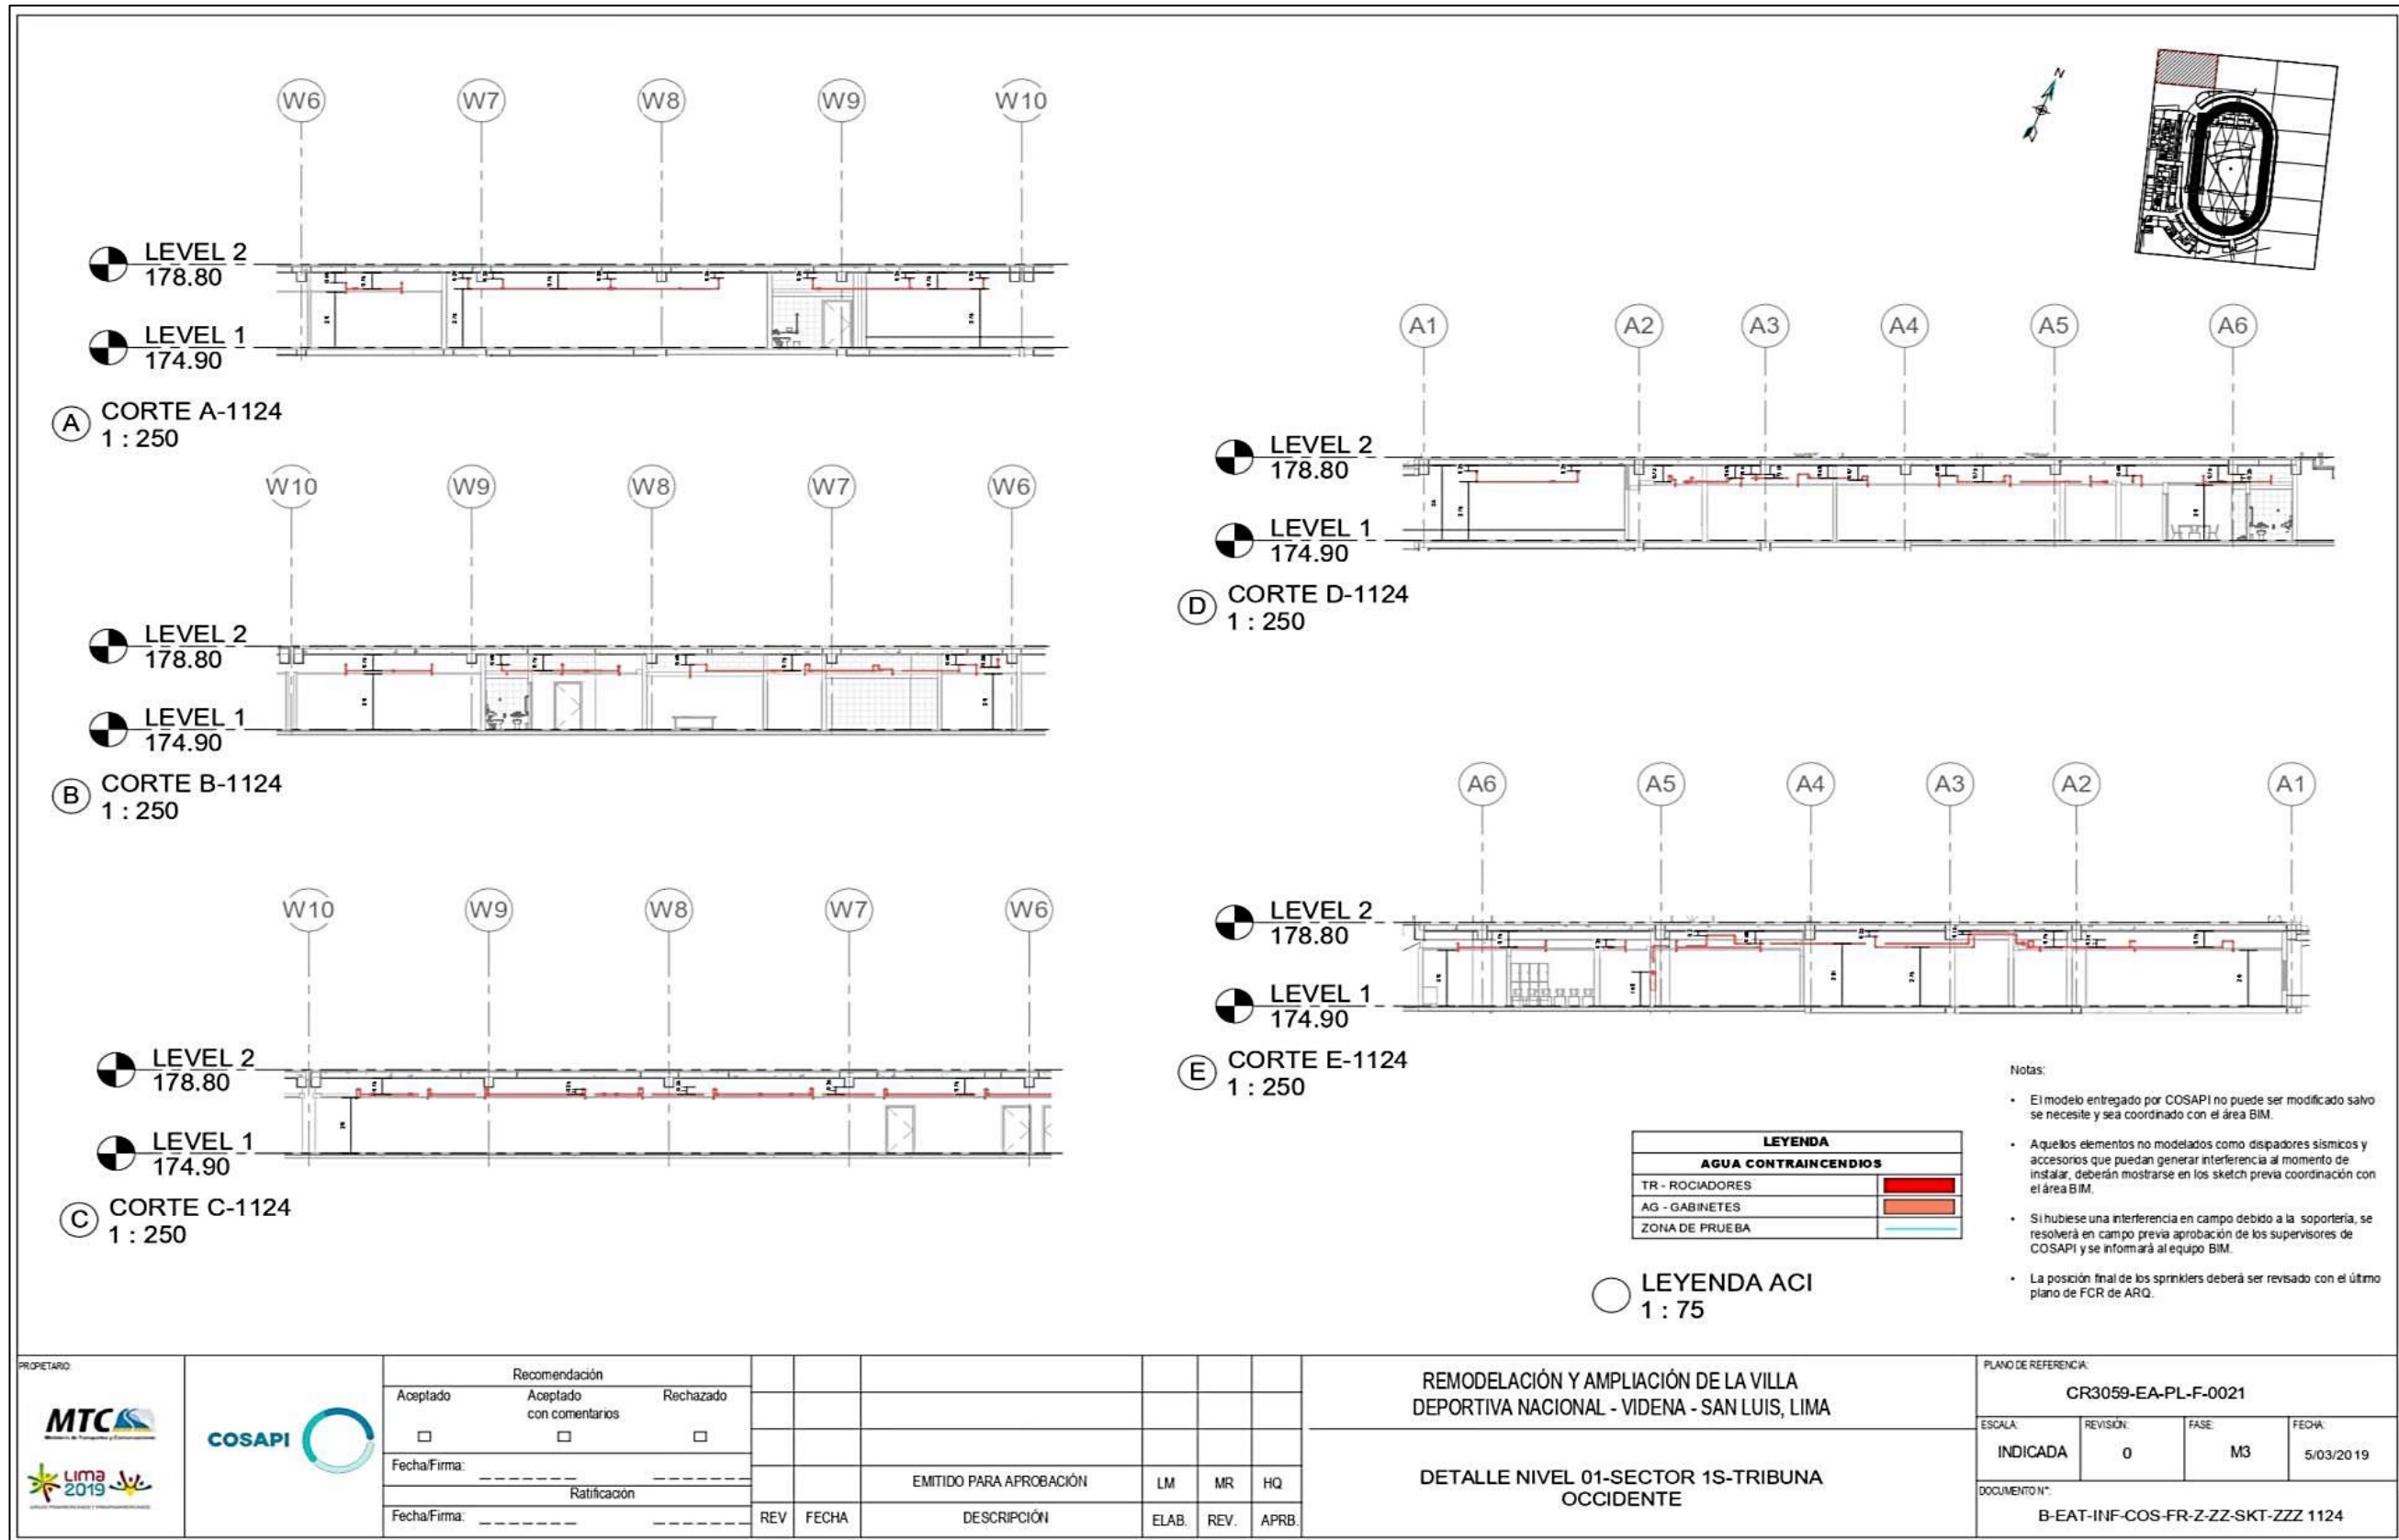 W6 W7 W8 W9 W10
LEVEL 2
178.80
LEVEL 1
174.90
A CORTE A-1124
1 : 250
W10 W9 W8 W7 W6
LEVEL 2
178.80
LEVEL 1
174.90
B CORTE B-1124
1 : 250
W10 W9 W8 W7 W6
LEVEL 2
178.80
LEVEL 1
174.90
C CORTE C-1124
1 : 250
N
A1 A2 A3 A4 A5 A6
LEVEL 2
178.80
LEVEL 1
174.90
D CORTE D-1124
1 : 250
A6 A5 A4 A3 A2 A1
LEVEL 2
178.80
LEVEL 1
174.90
E CORTE E-1124
1 : 250
LEYENDA
AGUA CONTRAINCENDIOS
TR - ROCIADORES
AG - GABINETES
ZONA DE PRUEBA
LEYENDA ACI
1 : 75
Notas:
• El modelo entregado por COSAPI no puede ser modificado salvo
se necesite y sea coordinado con el área BIM.
• Aquellos elementos no modelados como disipadores sísmicos y
accesorios que puedan generar interferencia al momento de
instalar, deberán mostrarse en los sketch previa coordinación con
el área BIM.
• Si hubiese una interferencia en campo debido a la soportería, se
resolverá en campo previa aprobación de los supervisores de
COSAPI y se informará al equipo BIM.
• La posición final de los sprinklers deberá ser revisado con el último
plano de FCR de ARQ.
PROPIETARIO:
MTC
Ministerio de Transportes y Comunicaciones
LIMA
2019
COSAPI
Recomendación
Aceptado Aceptado Rechazado
con comentarios
Fecha/Firma:
Ratificación
Fecha/Firma:
EMITIDO PARA APROBACIÓN LM MR HQ
REV FECHA DESCRIPCIÓN ELAB. REV. APRB.
REMODELACIÓN Y AMPLIACIÓN DE LA VILLA
DEPORTIVA NACIONAL - VIDENA - SAN LUIS, LIMA
DETALLE NIVEL 01-SECTOR 1S-TRIBUNA
OCCIDENTE
PLANO DE REFERENCIA:
CR3059-EA-PL-F-0021
ESCALA: REVISIÓN: FASE: FECHA:
INDICADA 0 M3 5/03/2019
DOCUMENTO N°:
B-EAT-INF-COS-FR-Z-ZZ-SKT-ZZZ 1124